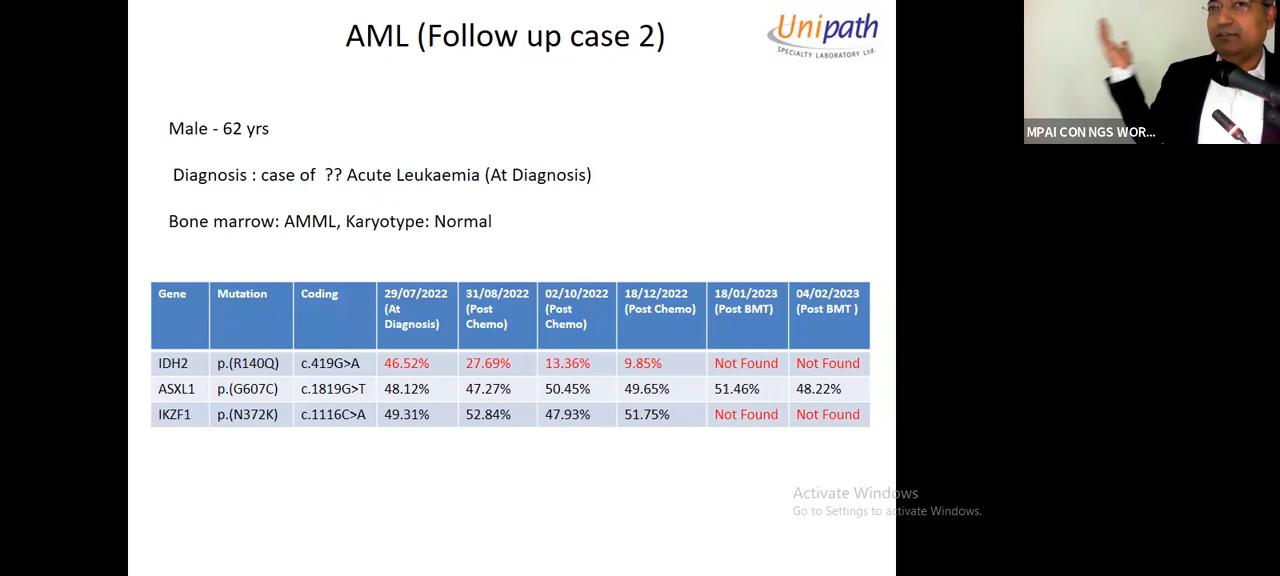 AML (Follow up case 2)
Unipath
SPECIALTY LABORATORY Ltd.
MPAI CON NGS WOR...
Male - 62 yrs
Diagnosis : case of ?? Acute Leukaemia (At Diagnosis)
Bone marrow: AMML, Karyotype: Normal
Gene Mutation Coding 29/07/2022 (At Diagnosis) 31/08/2022 (Post Chemo) 02/10/2022 (Post Chemo) 18/12/2022 (Post Chemo) 18/01/2023 (Post BMT) 04/02/2023 (Post BMT )
IDH2 p.(R140Q) c.419G>A 46.52% 27.69% 13.36% 9.85% Not Found Not Found
ASXL1 p.(G607C) c.1819G>T 48.12% 47.27% 50.45% 49.65% 51.46% 48.22%
IKZF1 p.(N372K) c.1116C>A 49.31% 52.84% 47.93% 51.75% Not Found Not Found
Activate Windows
Go to Settings to activate Windows.